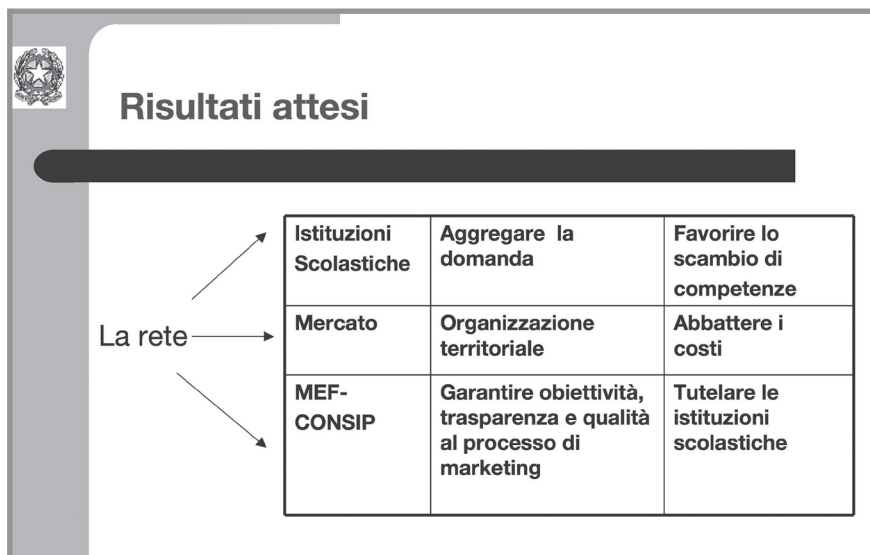 Risultati attesi
La rete
Istituzioni
Scolastiche
Aggregare la
domanda
Favorire lo
scambio di
competenze
Mercato
Organizzazione
territoriale
Abbattere i
costi
MEF-
CONSIP
Garantire obiettività,
trasparenza e qualità
al processo di
marketing
Tutelare le
istituzioni
scolastiche